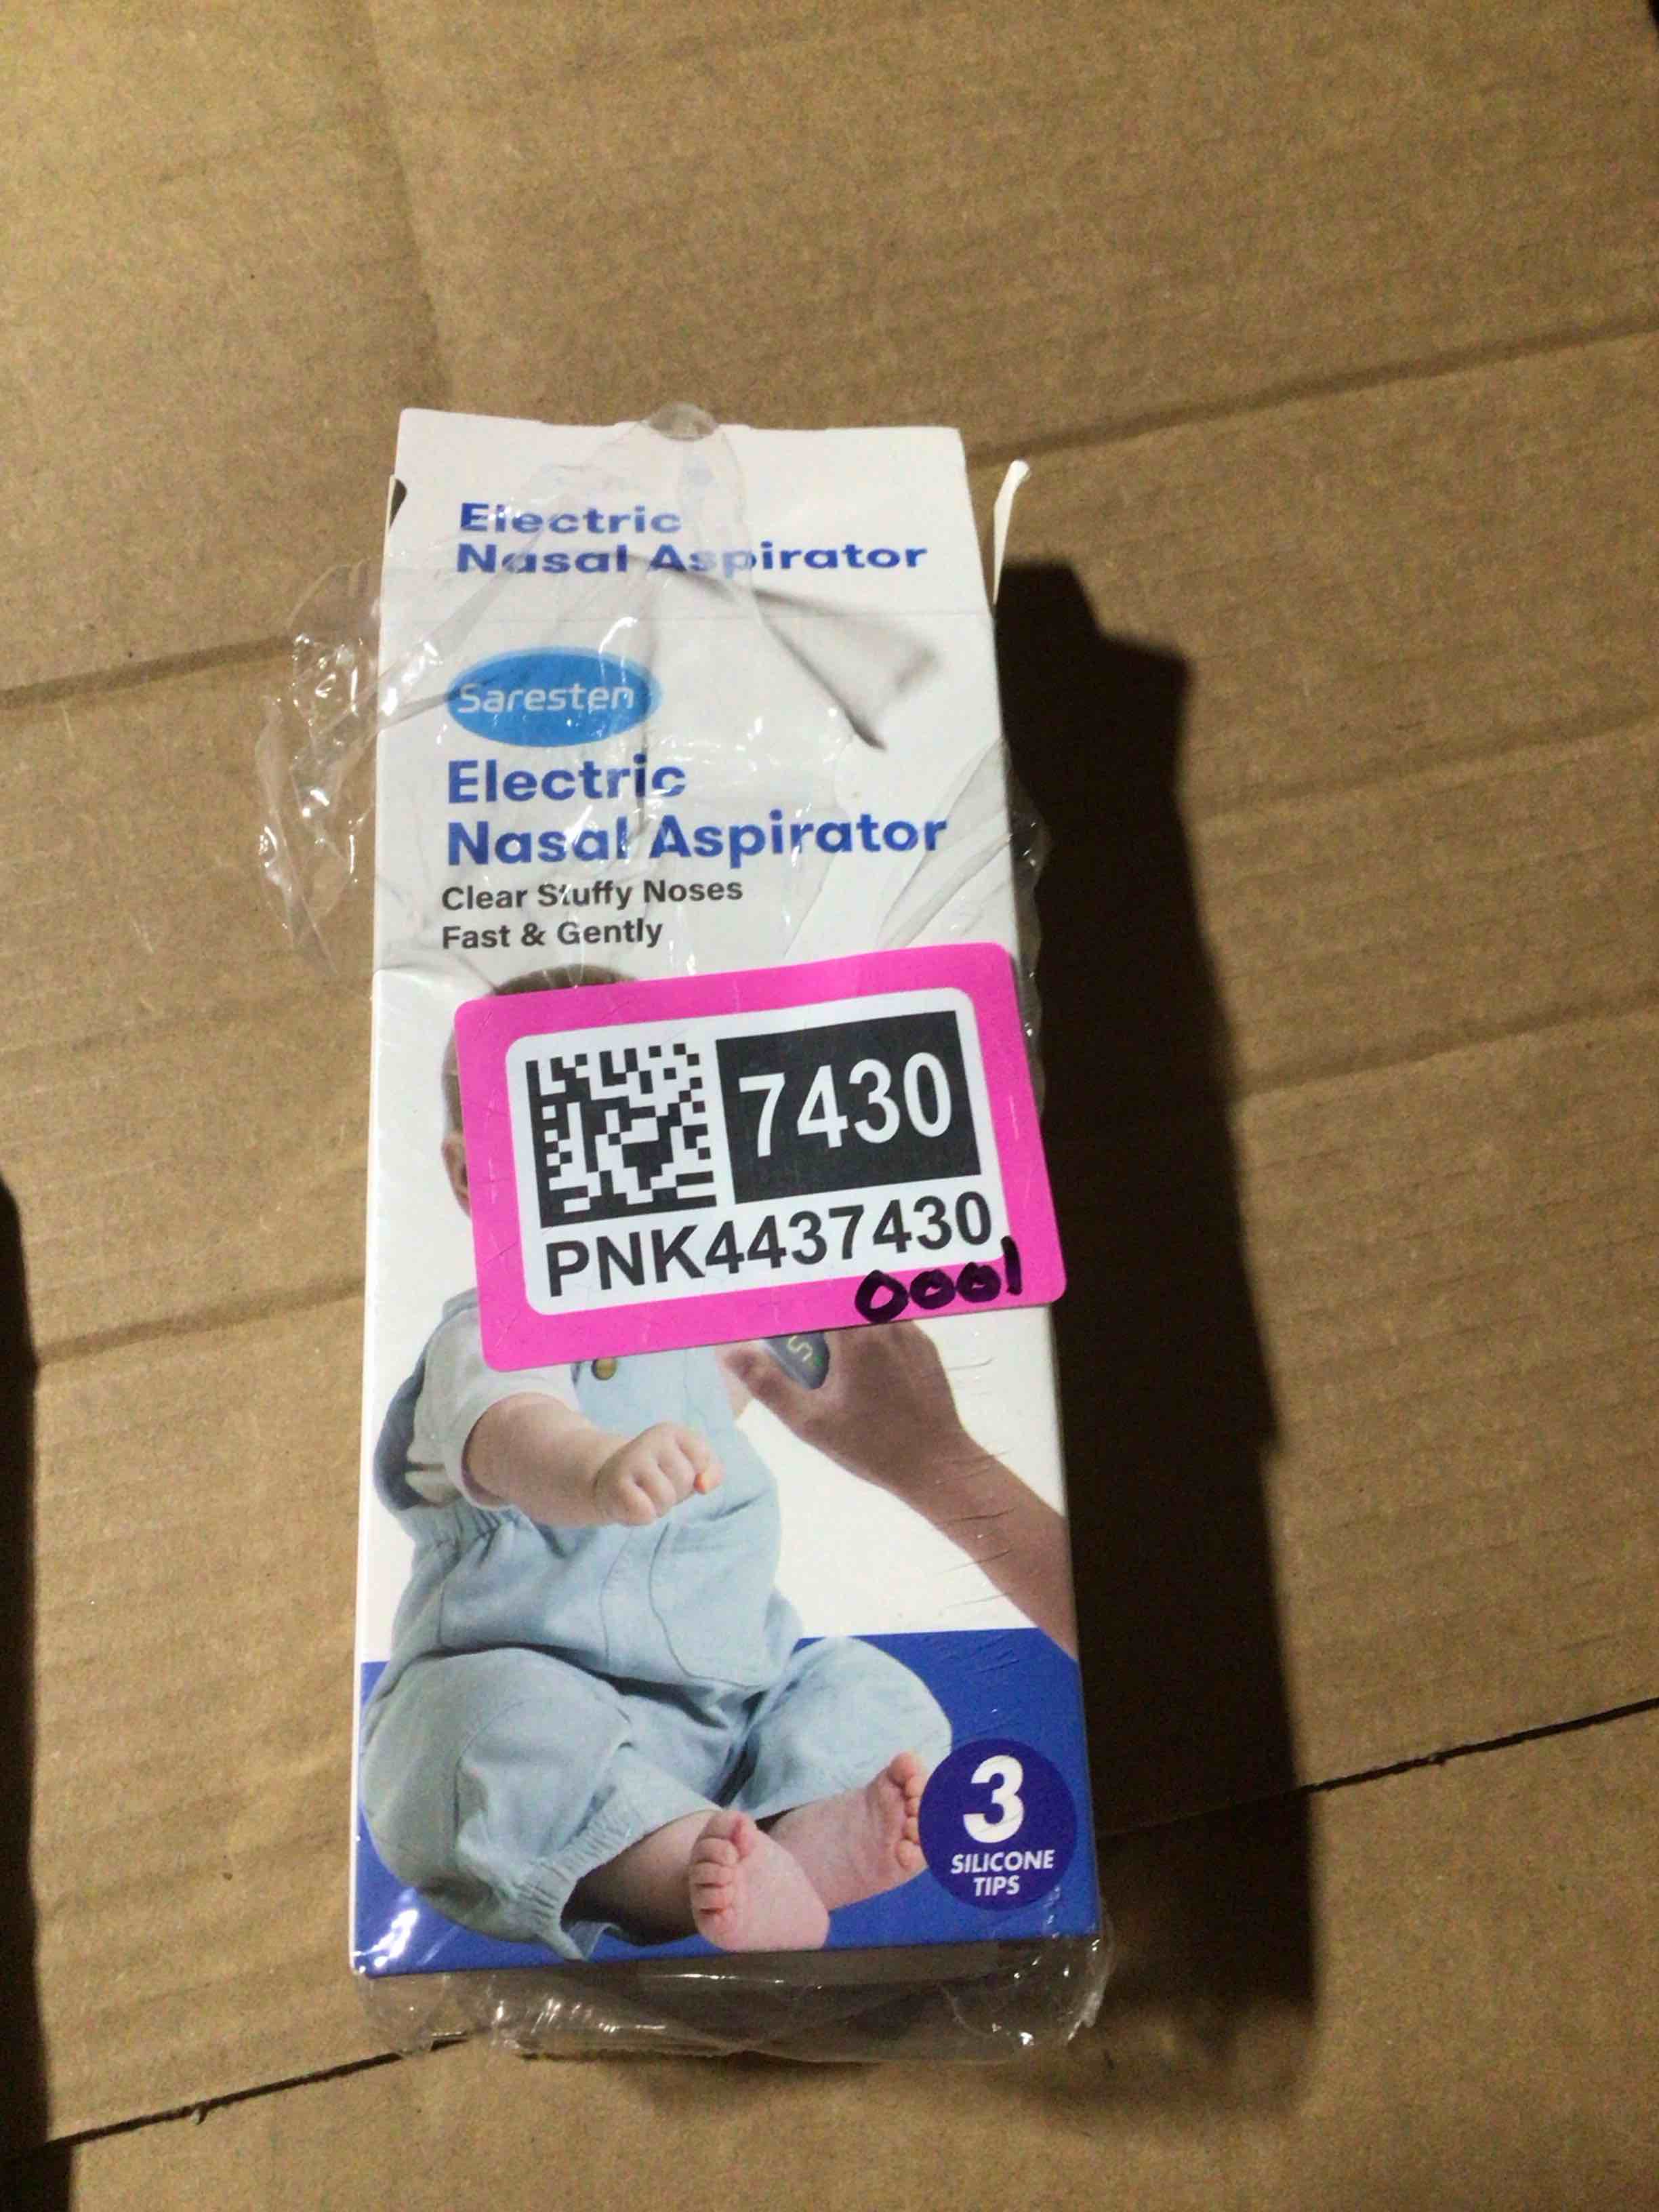 Electric
Nasal Aspirator
Saresten
Electric
Nasal Aspirator
Clear Stuffy Noses
Fast & Gently
7430
PNK4437430
0001
3
SILICONE
TIPS